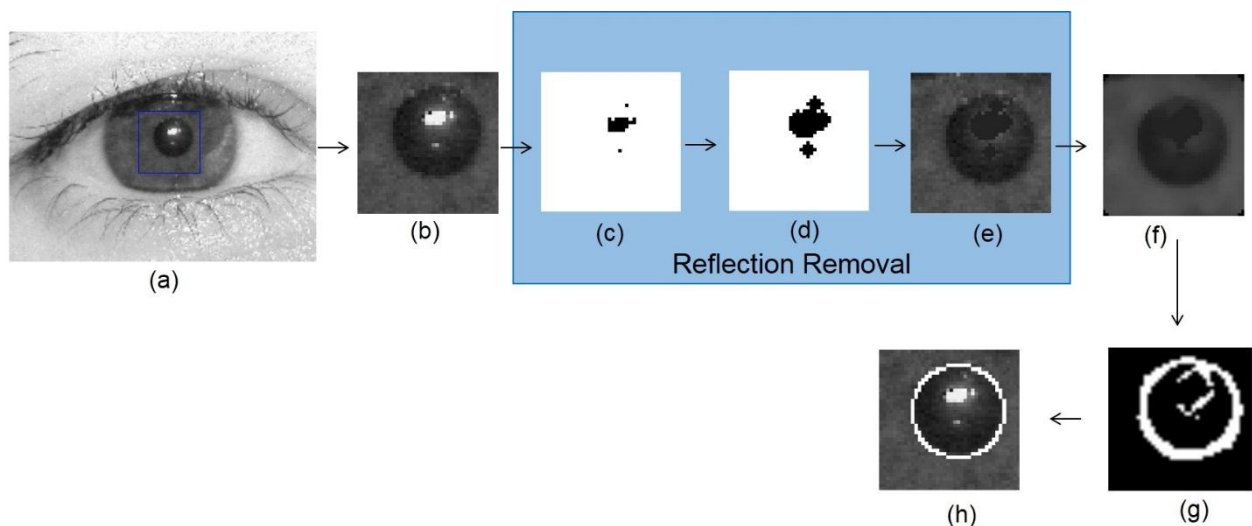 (a)
(b)
(c)
(d)
(e)
Reflection Removal
(f)
(g)
(h)